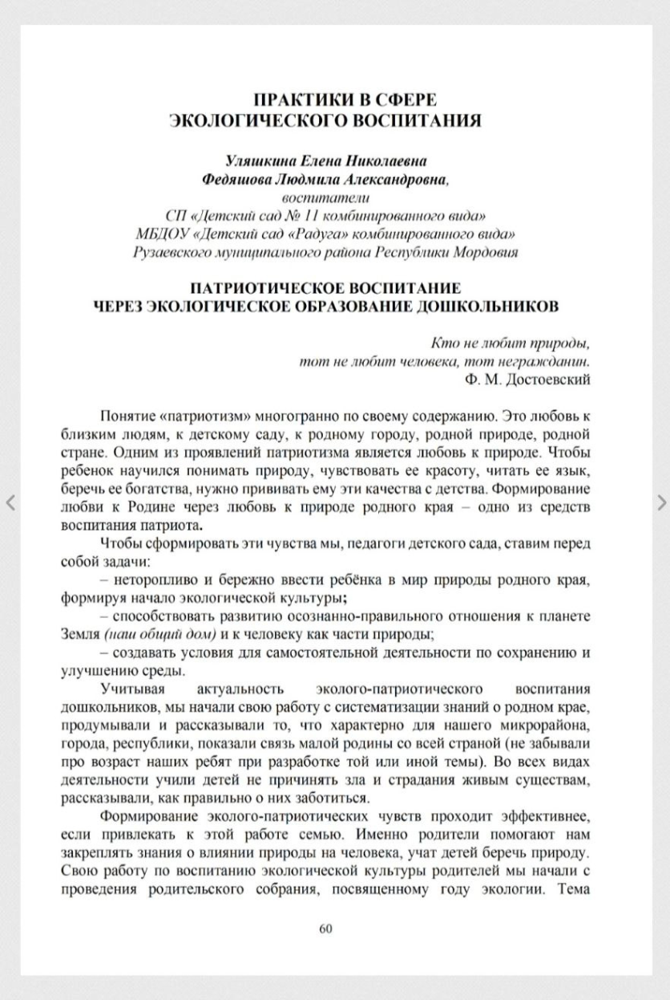 ПРАКТИКИ В СФЕРЕ
ЭКОЛОГИЧЕСКОГО ВОСПИТАНИЯ
Уляшкина Елена Николаевна
Федяшова Людмила Александровна,
воспитатели
СП «Детский сад № 11 комбинированного вида»
МБДОУ «Детский сад «Радуга» комбинированного вида»
Рузаевского муниципального района Республики Мордовия
ПАТРИОТИЧЕСКОЕ ВОСПИТАНИЕ
ЧЕРЕЗ ЭКОЛОГИЧЕСКОЕ ОБРАЗОВАНИЕ ДОШКОЛЬНИКОВ
Кто не любит природы,
тот не любит человека, тот негражданин.
Ф. М. Достоевский
Понятие «патриотизм» многогранно по своему содержанию. Это любовь к
близким людям, к детскому саду, к родному городу, родной природе, родной
стране. Одним из проявлений патриотизма является любовь к природе. Чтобы
ребенок научился понимать природу, чувствовать ее красоту, читать ее язык,
беречь ее богатства, нужно прививать ему эти качества с детства. Формирование
любви к Родине через любовь к природе родного края – одно из средств
воспитания патриота.
Чтобы сформировать эти чувства мы, педагоги детского сада, ставим перед
собой задачи:
– неторопливо и бережно ввести ребёнка в мир природы родного края,
формируя начало экологической культуры;
– способствовать развитию осознанно-правильного отношения к планете
Земля (наш общий дом) и к человеку как части природы;
– создавать условия для самостоятельной деятельности по сохранению и
улучшению среды.
Учитывая актуальность эколого-патриотического воспитания
дошкольников, мы начали свою работу с систематизации знаний о родном крае,
продумывали и рассказывали то, что характерно для нашего микрорайона,
города, республики, показали связь малой родины со всей страной (не забывали
про возраст наших ребят при разработке той или иной темы). Во всех видах
деятельности учили детей не причинять зла и страдания живым существам,
рассказывали, как правильно о них заботиться.
Формирование эколого-патриотических чувств проходит эффективнее,
если привлекать к этой работе семью. Именно родители помогают нам
закреплять знания о влиянии природы на человека, учат детей беречь природу.
Свою работу по воспитанию экологической культуры родителей мы начали с
проведения родительского собрания, посвященному году экологии. Тема
60